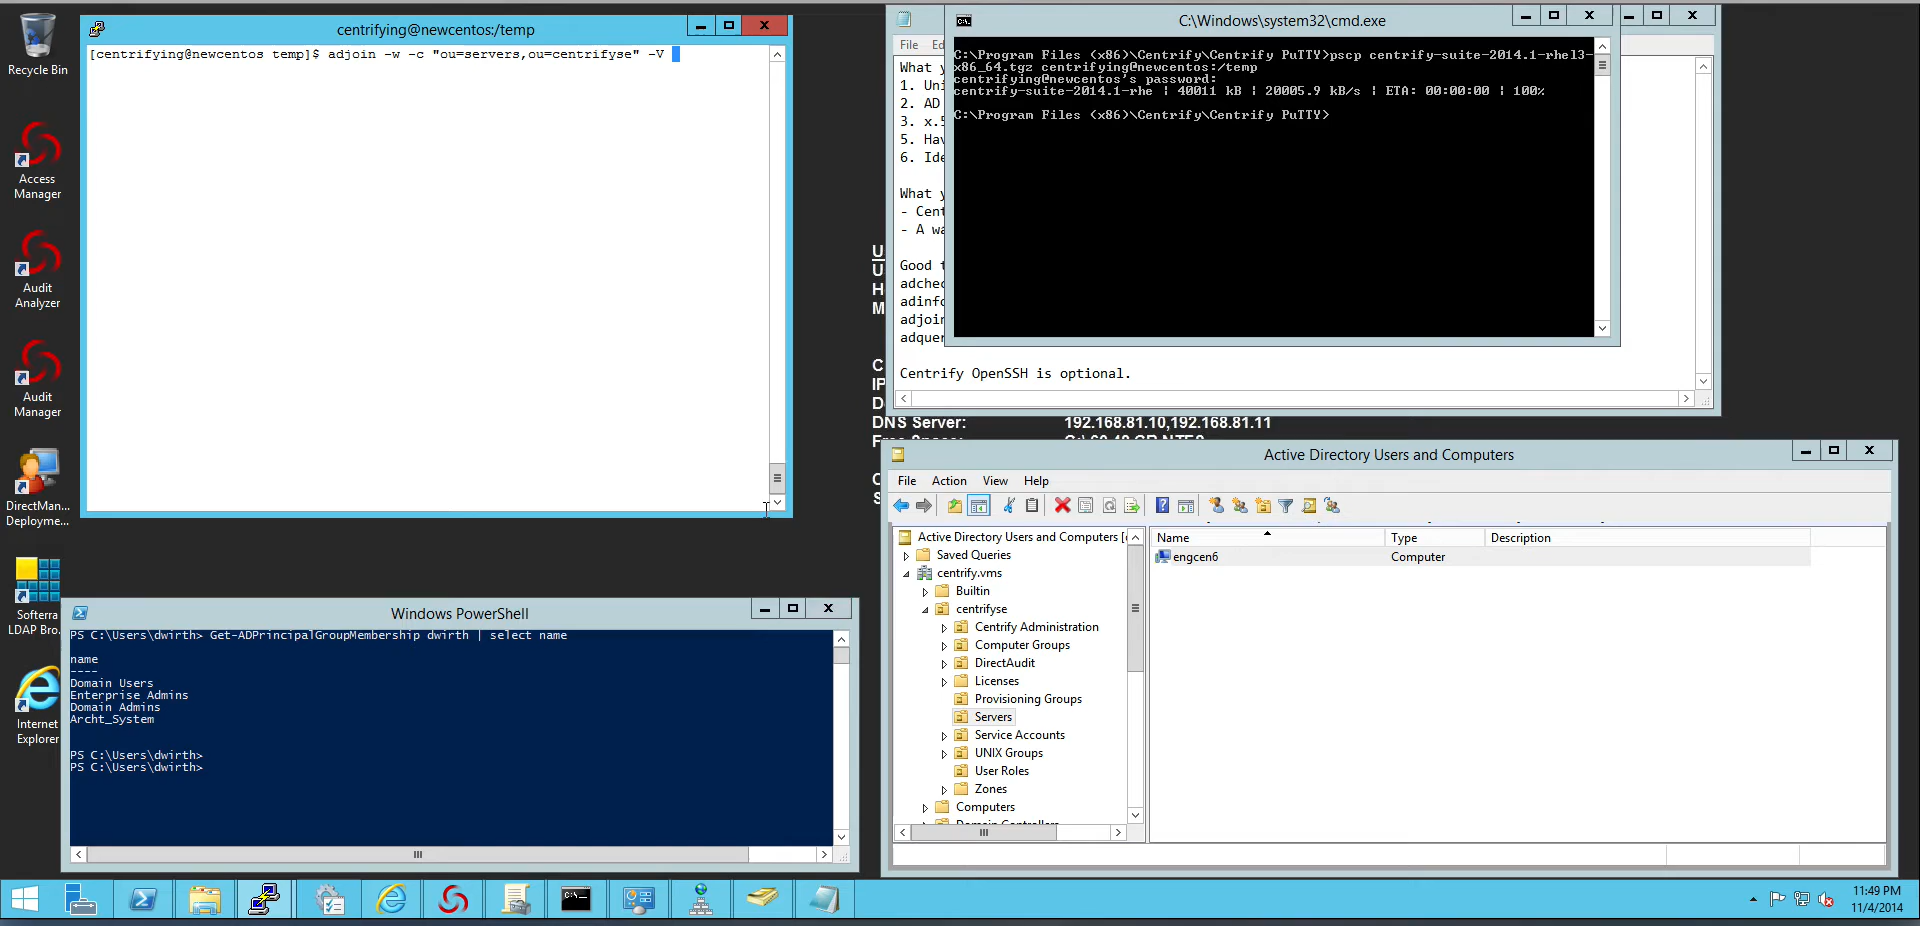 Recycle Bin
Access
Manager
Audit
Analyzer
Audit
Manager
DirectMan...
Deployme...
Softerra
LDAP Bro...
Internet
Explorer
centrifying@newcentos:/temp
[centrifying@newcentos temp]$ adjoin -w -c "ou=servers,ou=centrifyse" -V
File Ed
What y
1. Uni
2. AD
3. x.5
5. Hav
6. Ide
What y
- Cent
- A wa
Good t
adchec
adinfo
adjoin
adquer
Centrify OpenSSH is optional.
C:\Windows\system32\cmd.exe
C:\Program Files (x86)\Centrify\Centrify PuTTY>pscp centrify-suite-2014.1-rhel3-
x86_64.tgz centrifying@newcentos:/temp
centrifying@newcentos's password:
centrify-suite-2014.1-rhe | 40011 kB | 20005.9 kB/s | ETA: 00:00:00 | 100%
C:\Program Files (x86)\Centrify\Centrify PuTTY>
DNS Server: 192.168.81.10,192.168.81.11
Windows PowerShell
PS C:\Users\dwirth> Get-ADPrincipalGroupMembership dwirth | select name
name
----
Domain Users
Enterprise Admins
Domain Admins
Archt_System
PS C:\Users\dwirth>
PS C:\Users\dwirth>
Active Directory Users and Computers
File Action View Help
Active Directory Users and Computers [
Saved Queries
centrify.vms
Builtin
centrifyse
Centrify Administration
Computer Groups
DirectAudit
Licenses
Provisioning Groups
Servers
Service Accounts
UNIX Groups
User Roles
Zones
Computers
Domain Controllers
Name Type Description
engcen6 Computer
11:49 PM
11/4/2014